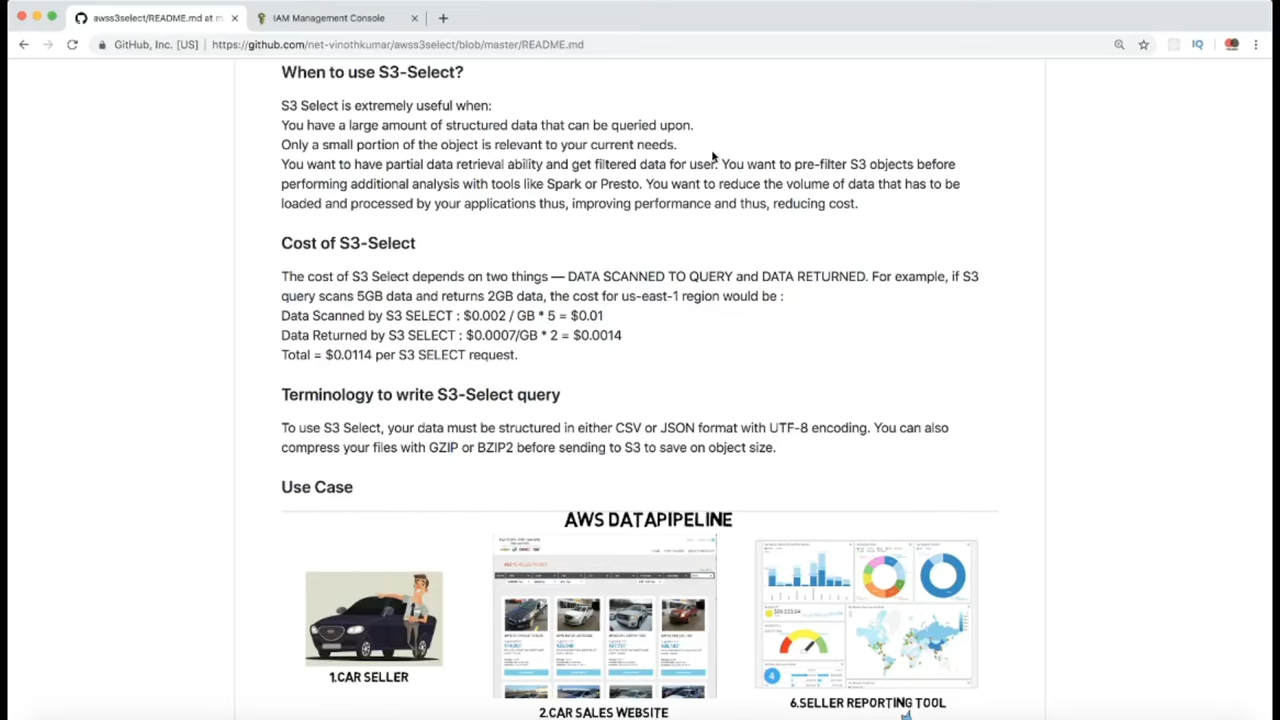 awss3select/README.md at m
IAM Management Console
GitHub, Inc. [US]
https://github.com/net-vinothkumar/awss3select/blob/master/README.md
When to use S3-Select?
S3 Select is extremely useful when:
You have a large amount of structured data that can be queried upon.
Only a small portion of the object is relevant to your current needs.
You want to have partial data retrieval ability and get filtered data for user. You want to pre-filter S3 objects before
performing additional analysis with tools like Spark or Presto. You want to reduce the volume of data that has to be
loaded and processed by your applications thus, improving performance and thus, reducing cost.
Cost of S3-Select
The cost of S3 Select depends on two things — DATA SCANNED TO QUERY and DATA RETURNED. For example, if S3
query scans 5GB data and returns 2GB data, the cost for us-east-1 region would be :
Data Scanned by S3 SELECT : $0.002 / GB * 5 = $0.01
Data Returned by S3 SELECT : $0.0007/GB * 2 = $0.0014
Total = $0.0114 per S3 SELECT request.
Terminology to write S3-Select query
To use S3 Select, your data must be structured in either CSV or JSON format with UTF-8 encoding. You can also
compress your files with GZIP or BZIP2 before sending to S3 to save on object size.
Use Case
AWS DATAPIPELINE
1.CAR SELLER
2.CAR SALES WEBSITE
6.SELLER REPORTING TOOL